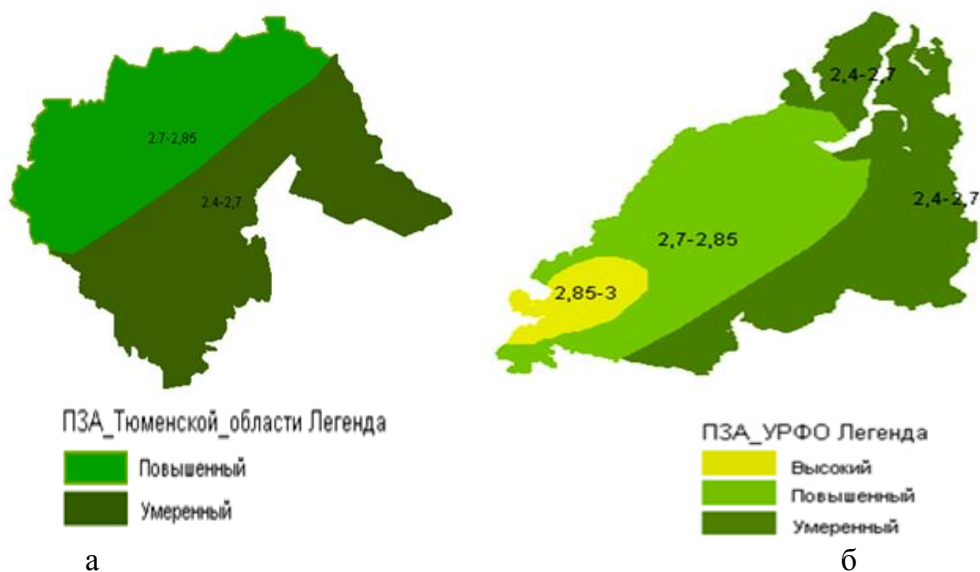 2.7-2,85
2.4-2,7
ПЗА_Тюменской_области Легенда
Повышенный
Умеренный
а
2,4-2,7
2,4-2,7
2,7-2,85
2,85-3
ПЗА_УРФО Легенда
Высокий
Повышенный
Умеренный
б